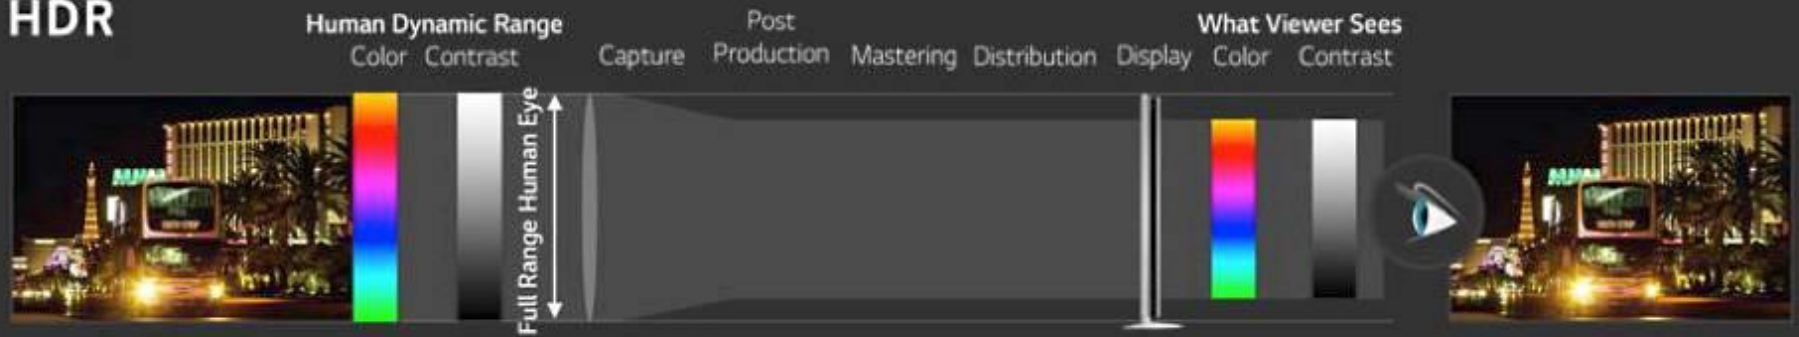 HDR
Human Dynamic Range
Color Contrast
Full Range Human Eye
Capture
Post
Production
Mastering
Distribution
Display
What Viewer Sees
Color Contrast